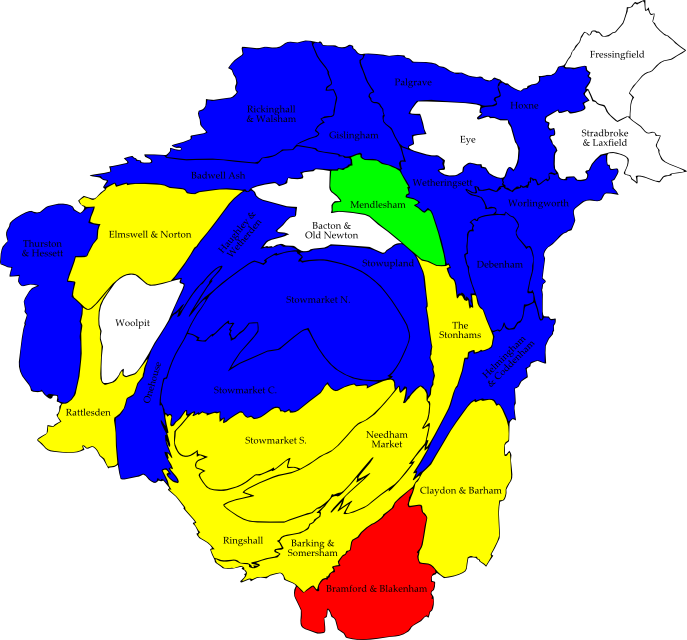 Fressingfield
Palgrave
Hoxne
Rickinghall
& Walsham
Gislingham
Eye
Stradbroke
& Laxfield
Badwell Ash
Wetheringsett
Mendlesham
Worlingworth
Elmswell & Norton
Bacton &
Old Newton
Haughley &
Wetherden
Thurston
& Hessett
Stowupland
Debenham
Stowmarket N.
Woolpit
The
Stonhams
Helmingham
& Coddenham
Onehouse
Stowmarket C.
Rattlesden
Stowmarket S.
Needham
Market
Claydon & Barham
Ringshall
Barking &
Somersham
Bramford & Blakenham